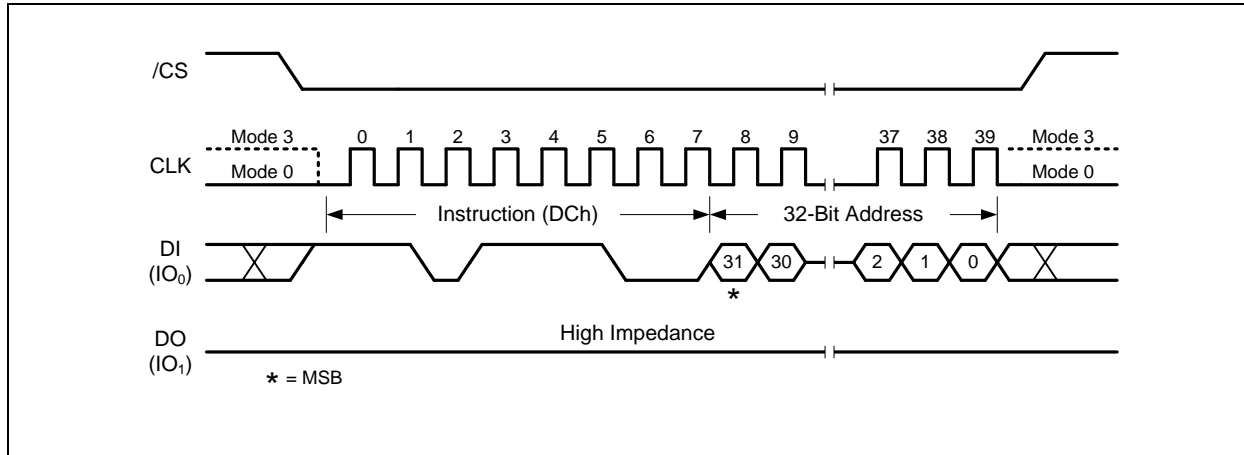 /CS
Mode 3 0 1 2 3 4 5 6 7 8 9 37 38 39 Mode 3
CLK
Mode 0 Mode 0
Instruction (DCh) 32-Bit Address
DI
(IO₀)
31 30 2 1 0
*
High Impedance
DO
(IO₁)
* = MSB